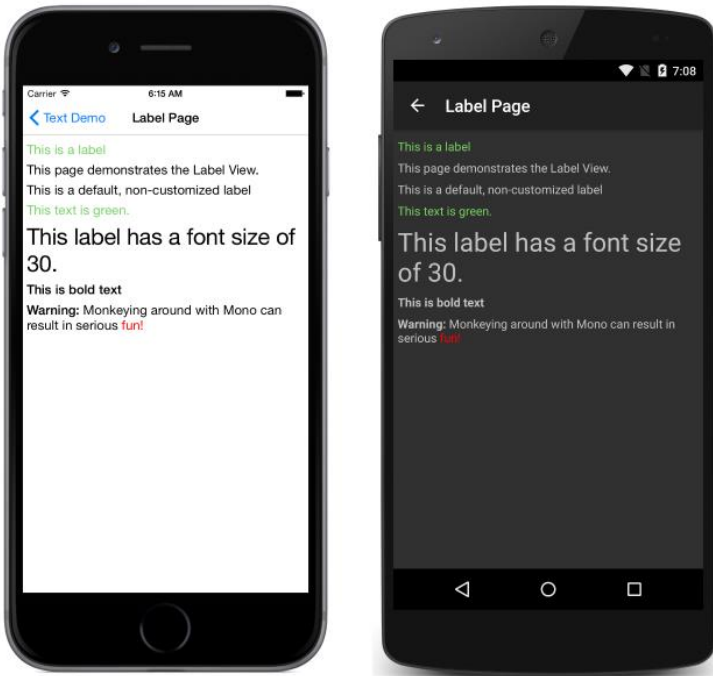 Carrier
6:15 AM
Text Demo
Label Page
This is a label
This page demonstrates the Label View.
This is a default, non-customized label
This text is green.
This label has a font size of
30.
This is bold text
Warning: Monkeying around with Mono can
result in serious fun!
7:08
Label Page
This is a label
This page demonstrates the Label View.
This is a default, non-customized label
This text is green.
This label has a font size
of 30.
This is bold text
Warning: Monkeying around with Mono can result in
serious fun!